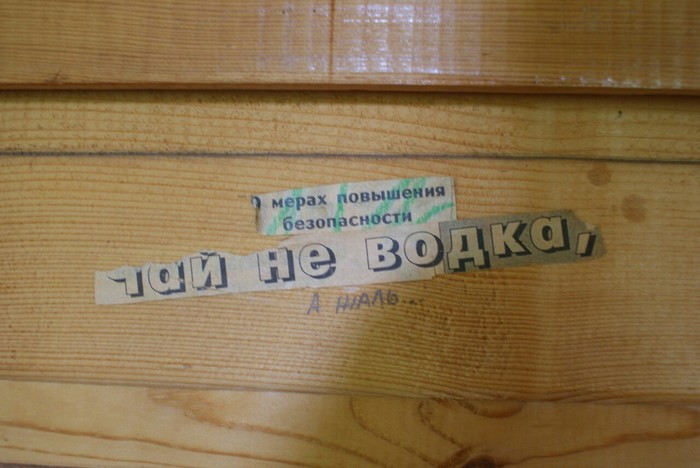 О мерах повышения
безопасности
чай не водка,
А ЖАЛЬ...